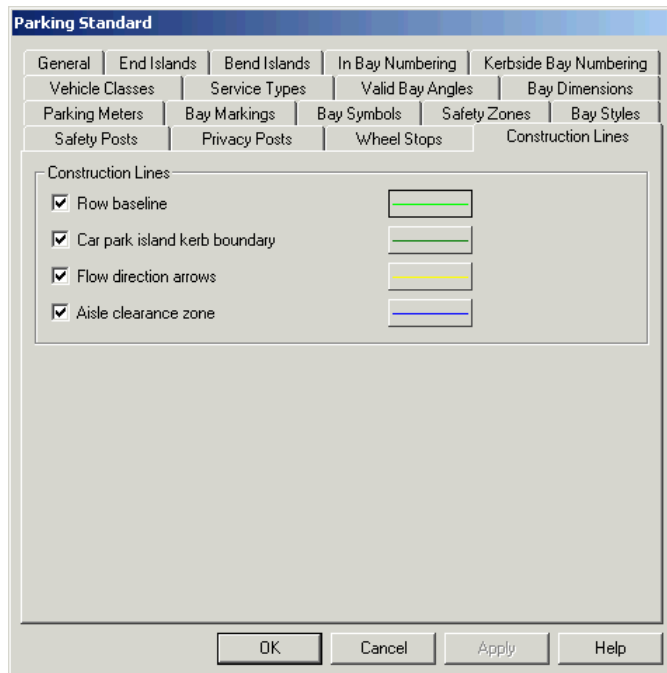 Parking Standard
General End Islands Bend Islands In Bay Numbering Kerbside Bay Numbering
Vehicle Classes Service Types Valid Bay Angles Bay Dimensions
Parking Meters Bay Markings Bay Symbols Safety Zones Bay Styles
Safety Posts Privacy Posts Wheel Stops Construction Lines
Construction Lines
Row baseline
Car park island kerb boundary
Flow direction arrows
Aisle clearance zone
OK Cancel Apply Help